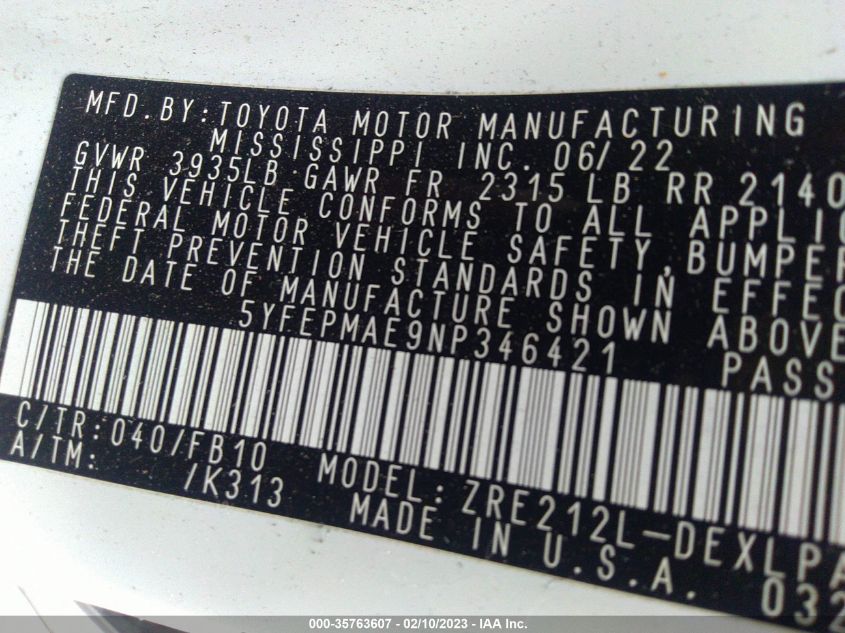 MFD.BY:TOYOTA MOTOR MANUFACTURING
MISSISSIPPI INC. 06/22
GVWR 3935LB GAWR FR 2315 LB RR 2140
THIS VEHICLE CONFORMS TO ALL APPLIC
FEDERAL MOTOR VEHICLE SAFETY,BUMPER
THEFT PREVENTION STANDARDS IN EFFEC
THE DATE OF MANUFACTURE SHOWN ABOVE
5YFEPMAE9NP346421 PASS
C/TR:040/FB10 MODEL:ZRE212L-DEXLPA
A/TM: /K313 MADE IN U.S.A. 032
000-35763607 — 02/10/2023 — IAA Inc.